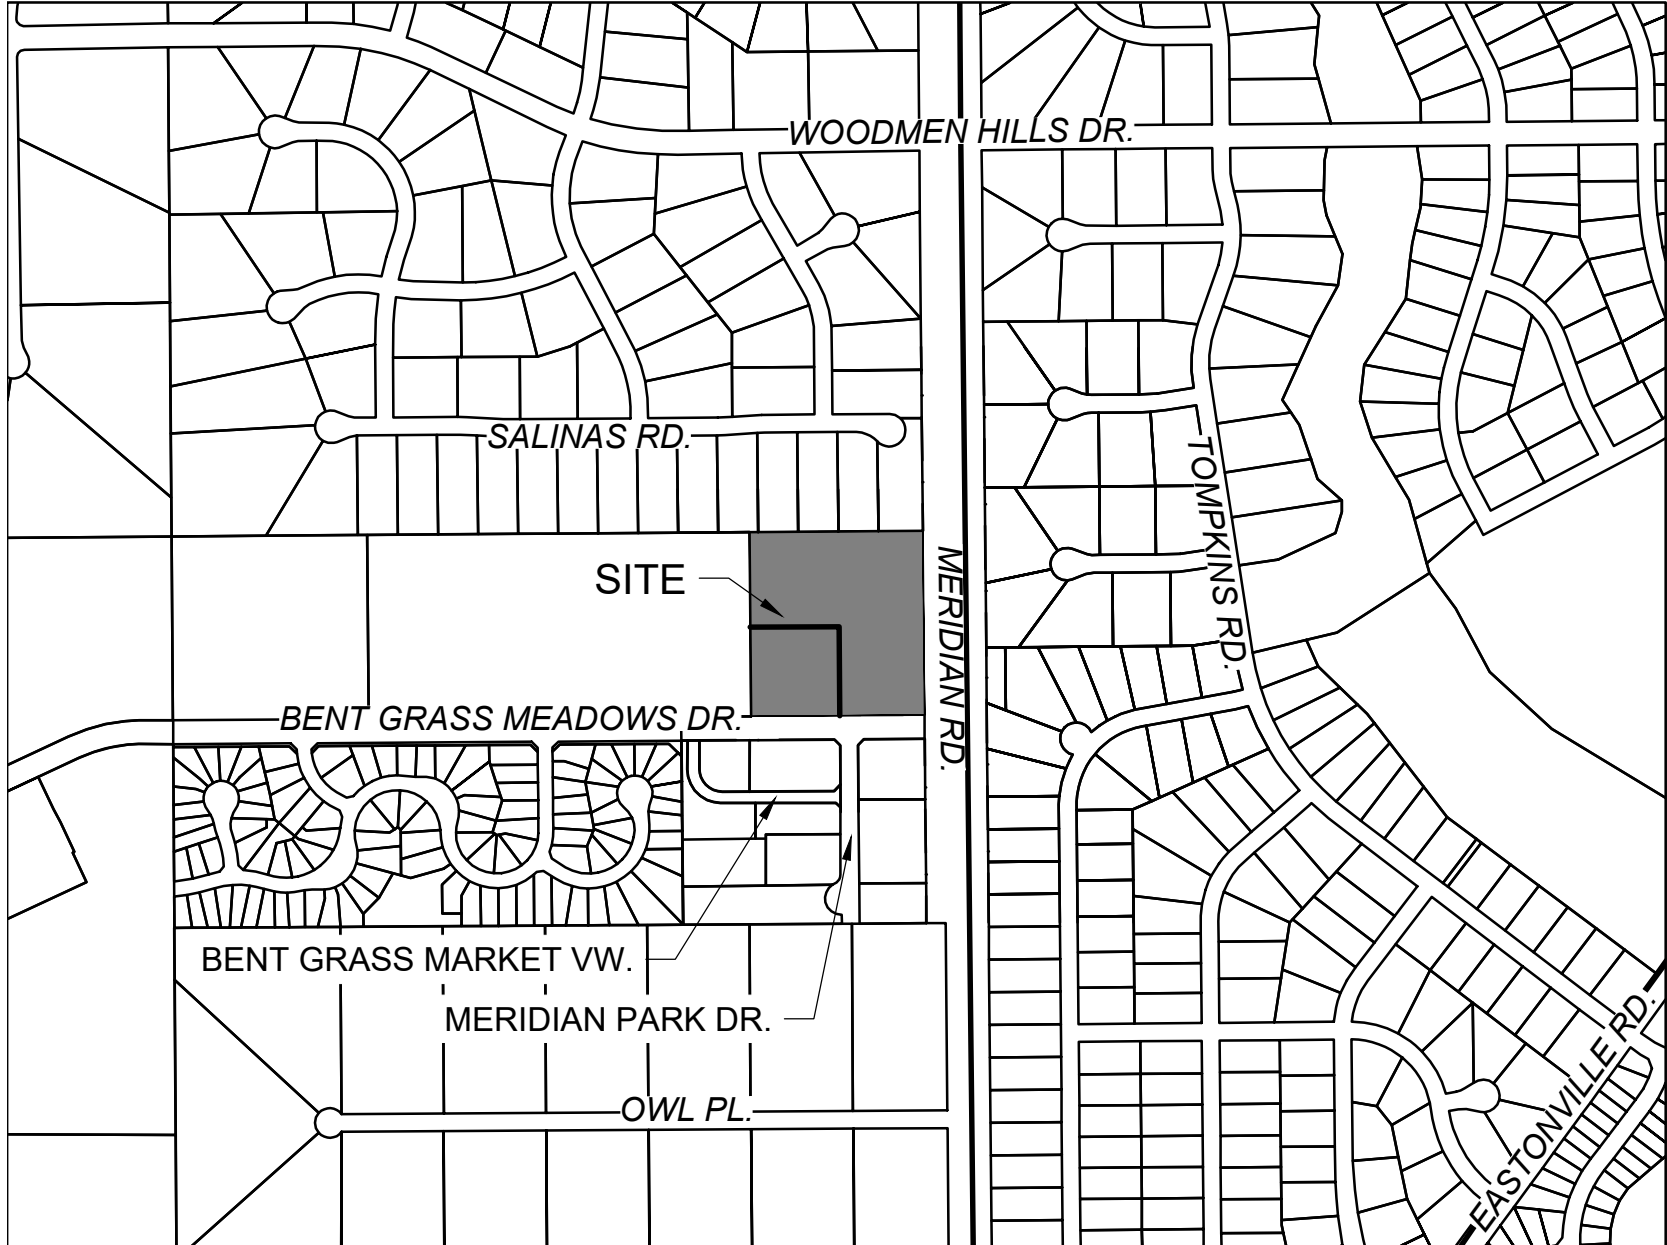 WOODMEN HILLS DR.
SALINAS RD.
TOMPKINS RD.
SITE
MERIDIAN RD.
BENT GRASS MEADOWS DR.
BENT GRASS MARKET VW.
MERIDIAN PARK DR.
EASTONVILLE RD.
OWL PL.